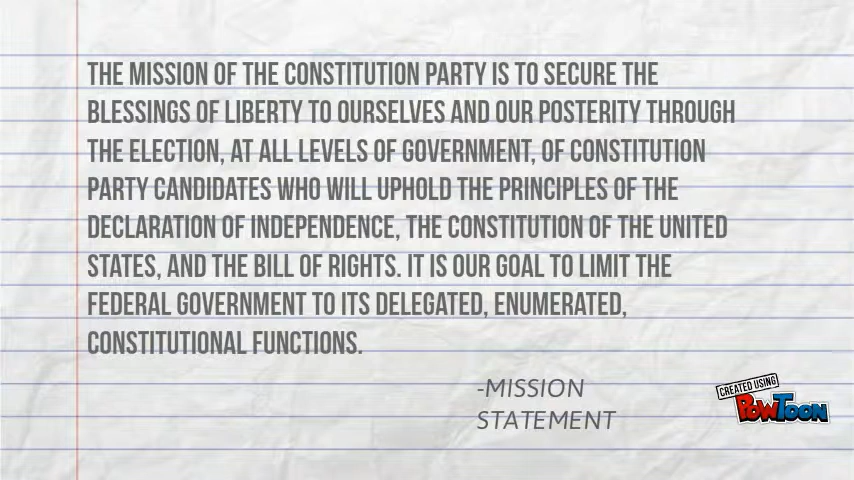 THE MISSION OF THE CONSTITUTION PARTY IS TO SECURE THE
BLESSINGS OF LIBERTY TO OURSELVES AND OUR POSTERITY THROUGH
THE ELECTION, AT ALL LEVELS OF GOVERNMENT, OF CONSTITUTION
PARTY CANDIDATES WHO WILL UPHOLD THE PRINCIPLES OF THE
DECLARATION OF INDEPENDENCE, THE CONSTITUTION OF THE UNITED
STATES, AND THE BILL OF RIGHTS. IT IS OUR GOAL TO LIMIT THE
FEDERAL GOVERNMENT TO ITS DELEGATED, ENUMERATED,
CONSTITUTIONAL FUNCTIONS.
-MISSION
STATEMENT
CREATED USING
POWTOON